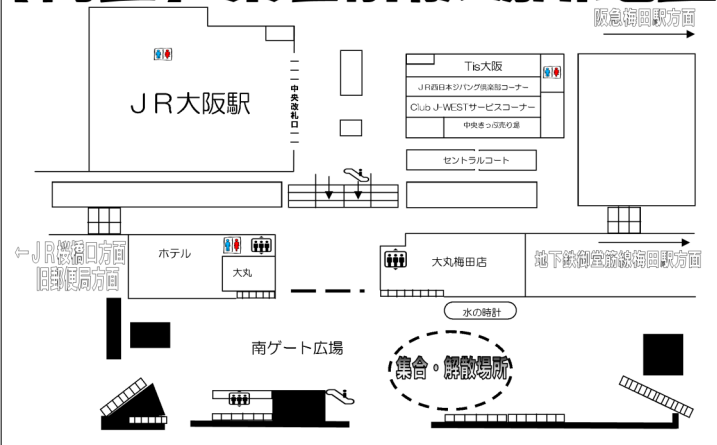 阪急梅田駅方面
Tis大阪
JR西日本ジパング倶楽部コーナー
JR大阪駅
中央改札口
Club J-WESTサービスコーナー
中央きっぷ売り場
セントラルコート
←JR桜橋口方面
旧郵便局方面
ホテル
大丸
大丸梅田店
地下鉄御堂筋線梅田駅方面
水の時計
南ゲート広場
集合・解散場所